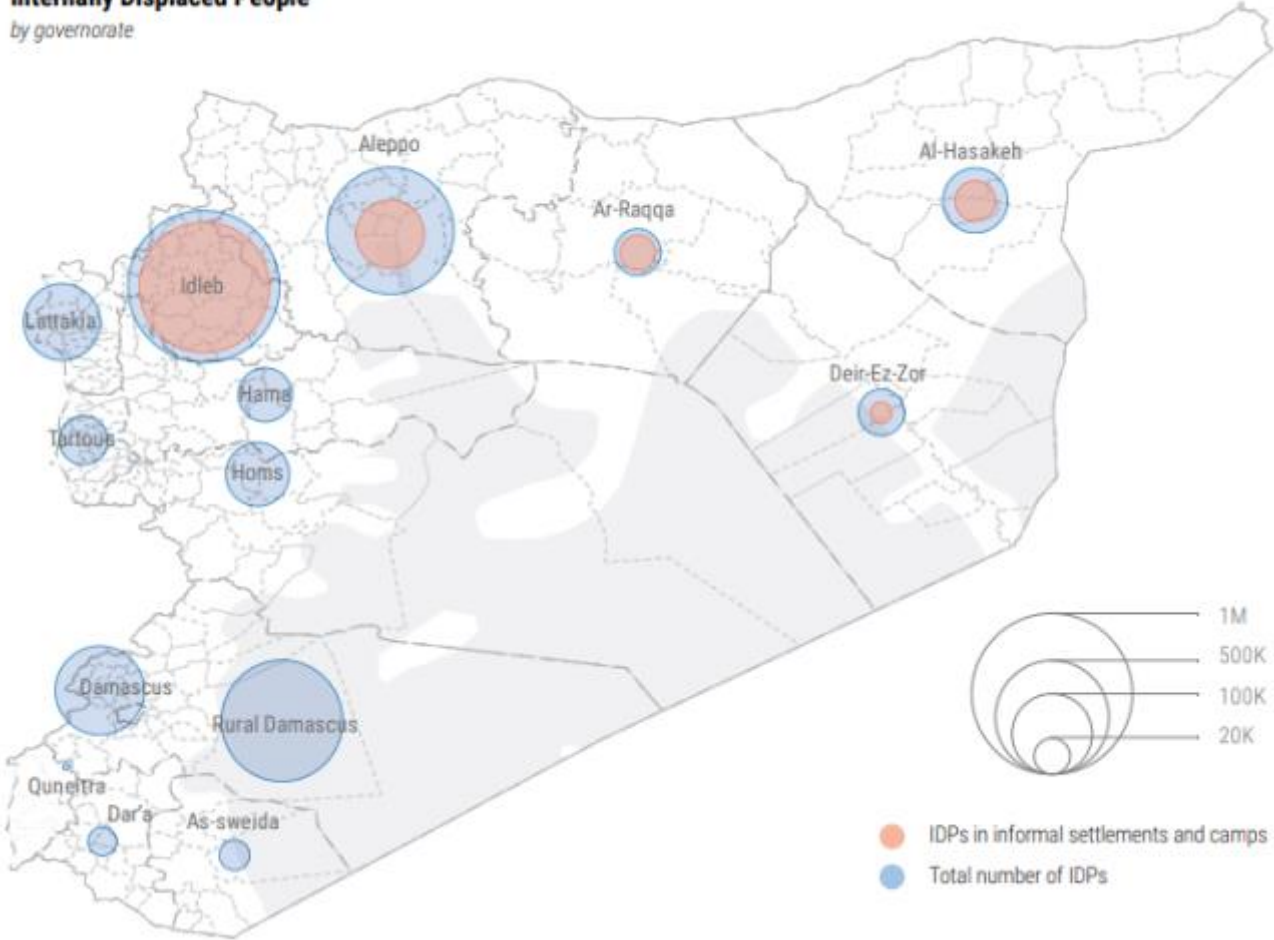 Internally Displaced People
by governorate
Aleppo
Al-Hasakeh
Ar-Raqqa
Idleb
Lattakia
Deir-Ez-Zor
Hama
Tartous
Homs
Damascus
Rural Damascus
Quneitra
Dar'a
As-sweida
1M
500K
100K
20K
IDPs in informal settlements and camps
Total number of IDPs